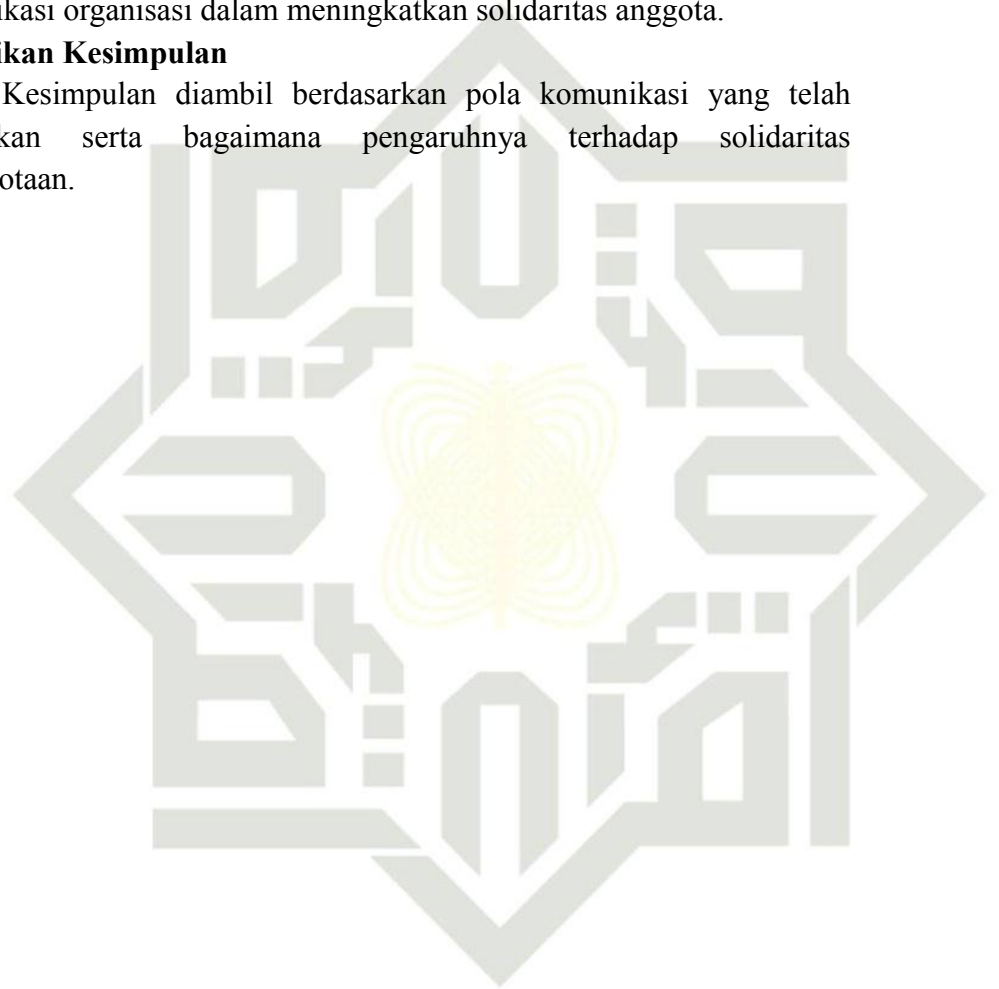 ikasi organisasi dalam meningkatkan solidaritas anggota.
ikan Kesimpulan
Kesimpulan diambil berdasarkan pola komunikasi yang telah
kan serta bagaimana pengaruhnya terhadap solidaritas
otaan.